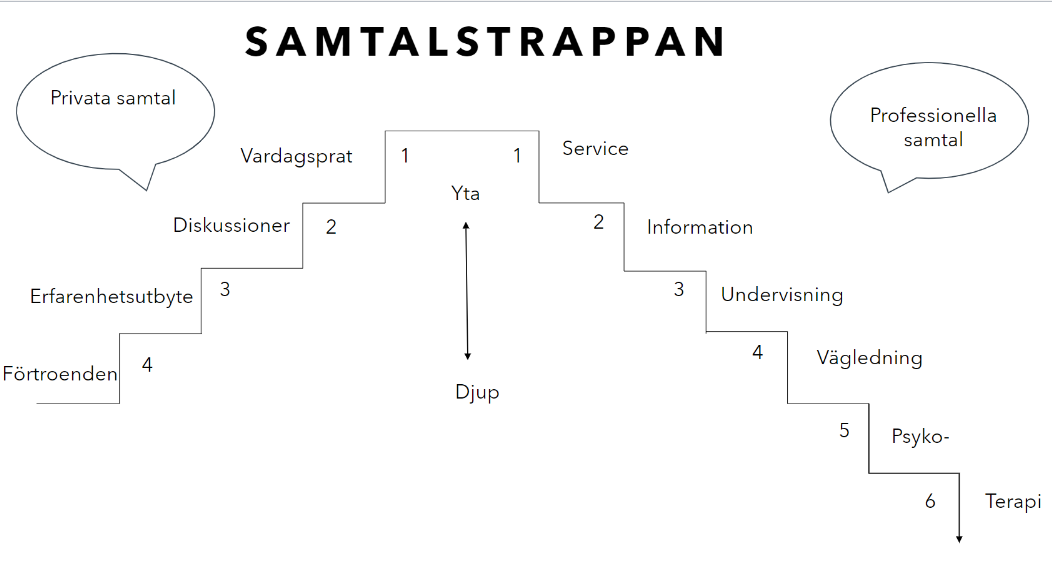 SAMTALSTRAPPAN
Privata samtal
Professionella
samtal
Vardagsprat
1
1
Service
Yta
Diskussioner
2
2
Information
Erfarenhetsutbyte
3
3
Undervisning
Förtroenden
4
4
Vägledning
Djup
5
Psyko-
6
Terapi